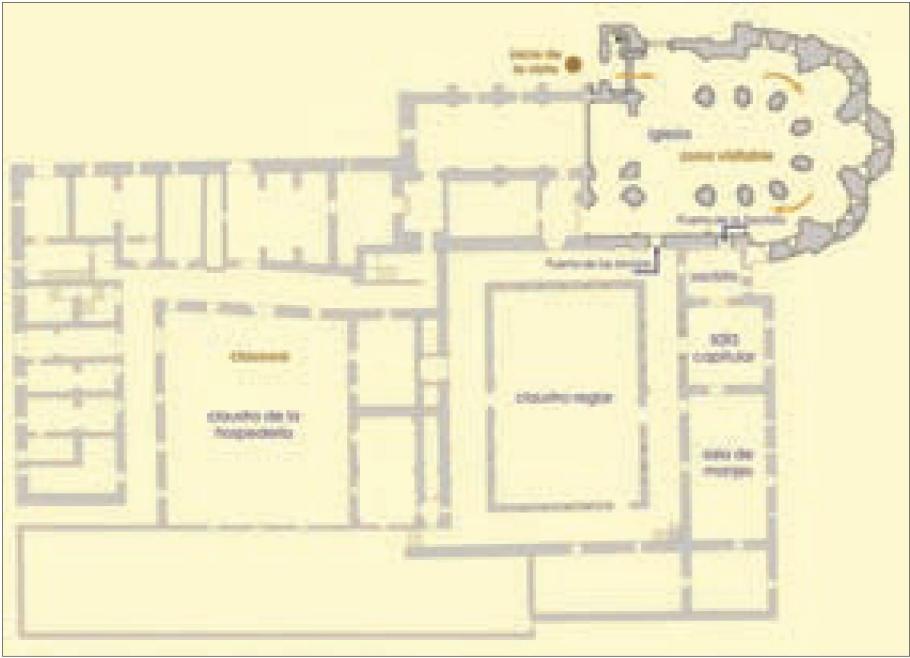 inicio de
la visita
iglesia
zona visitable
Puerta de la
Puerta de los monjes
sacristía
sala
capitular
clausura
claustro de la
hospedería
claustro reglar
sala de
monjes